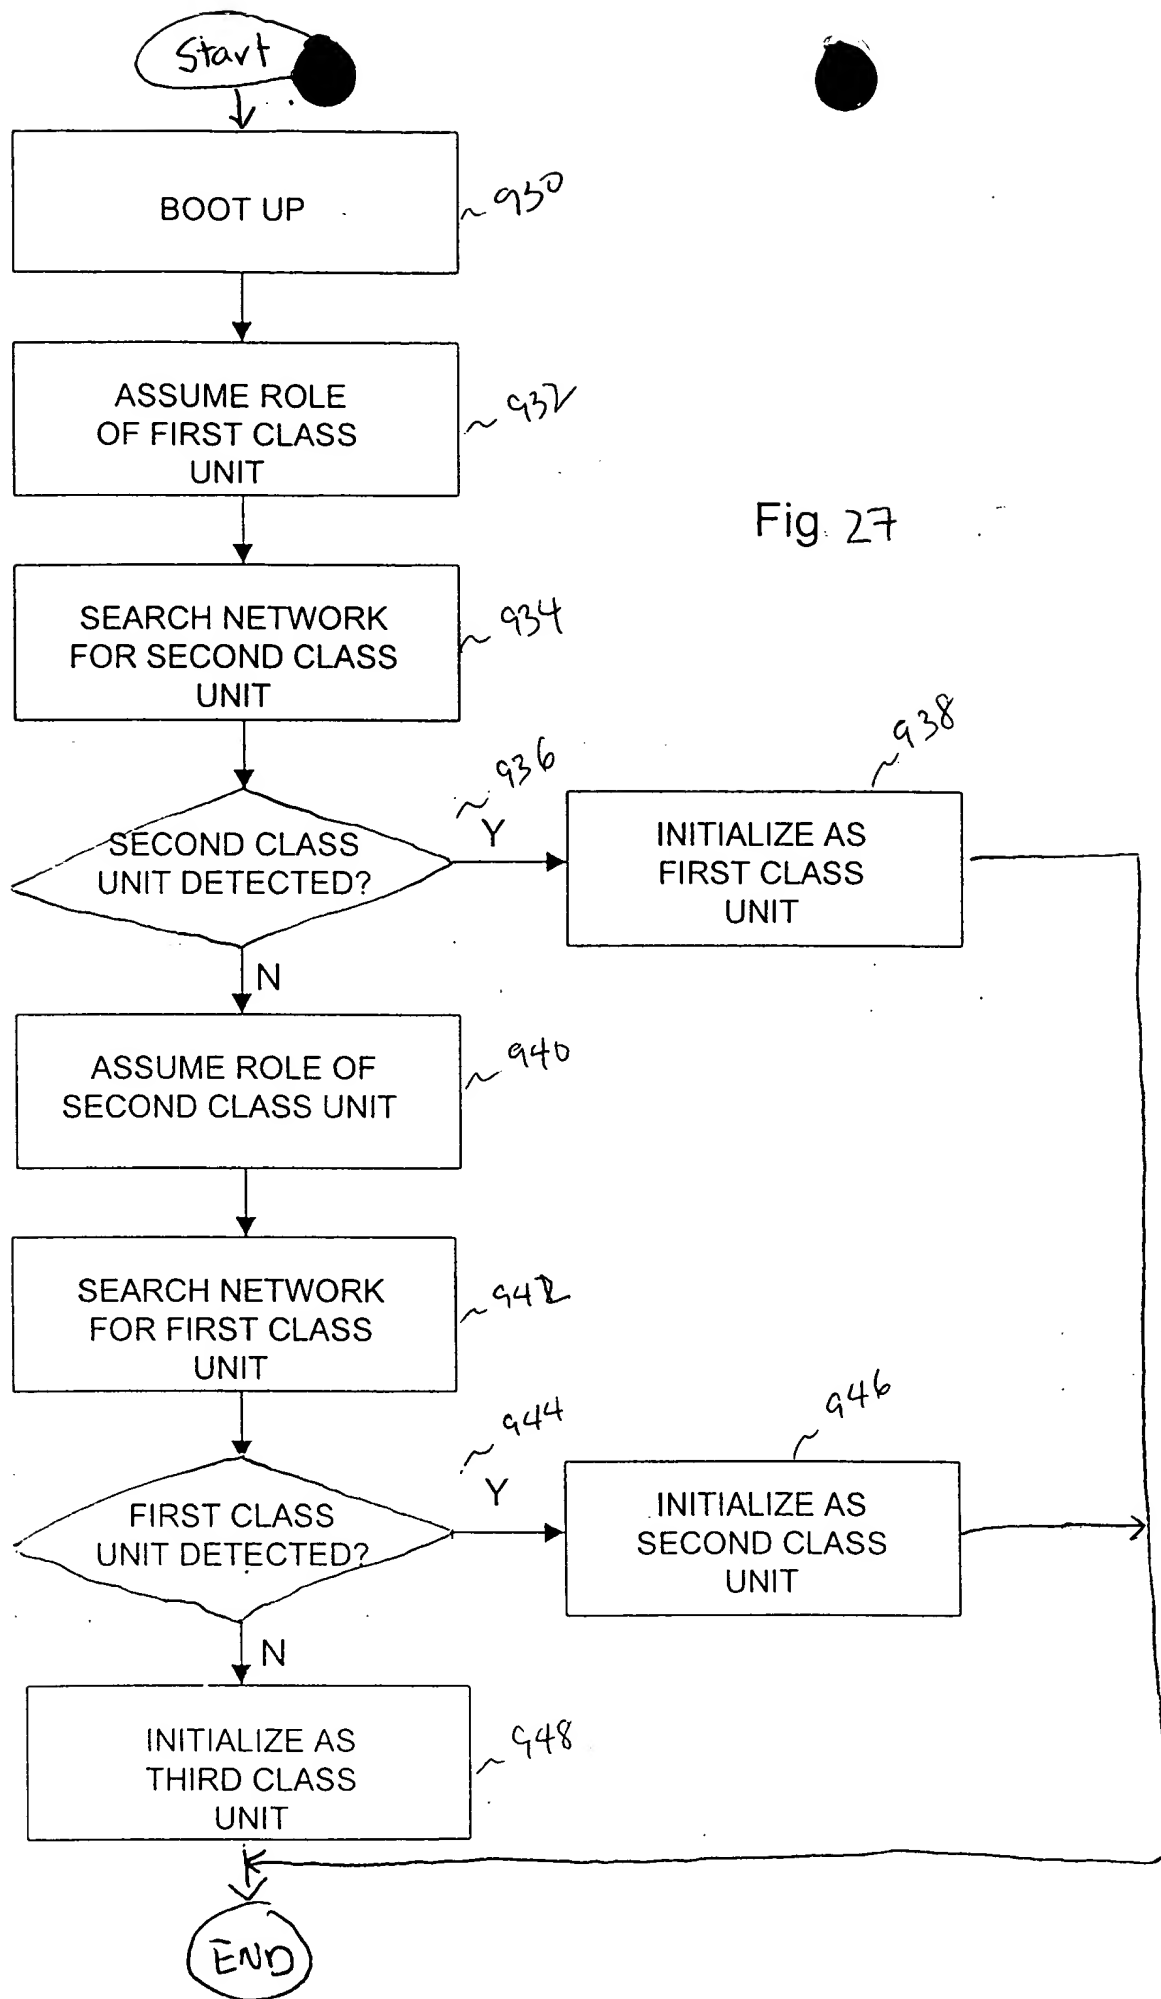 Start
BOOT UP
930
ASSUME ROLE
OF FIRST CLASS
UNIT
932
Fig. 27
SEARCH NETWORK
FOR SECOND CLASS
UNIT
934
SECOND CLASS
UNIT DETECTED?
936
Y
INITIALIZE AS
FIRST CLASS
UNIT
938
N
ASSUME ROLE OF
SECOND CLASS UNIT
940
SEARCH NETWORK
FOR FIRST CLASS
UNIT
942
FIRST CLASS
UNIT DETECTED?
944
Y
INITIALIZE AS
SECOND CLASS
UNIT
946
N
INITIALIZE AS
THIRD CLASS
UNIT
948
END